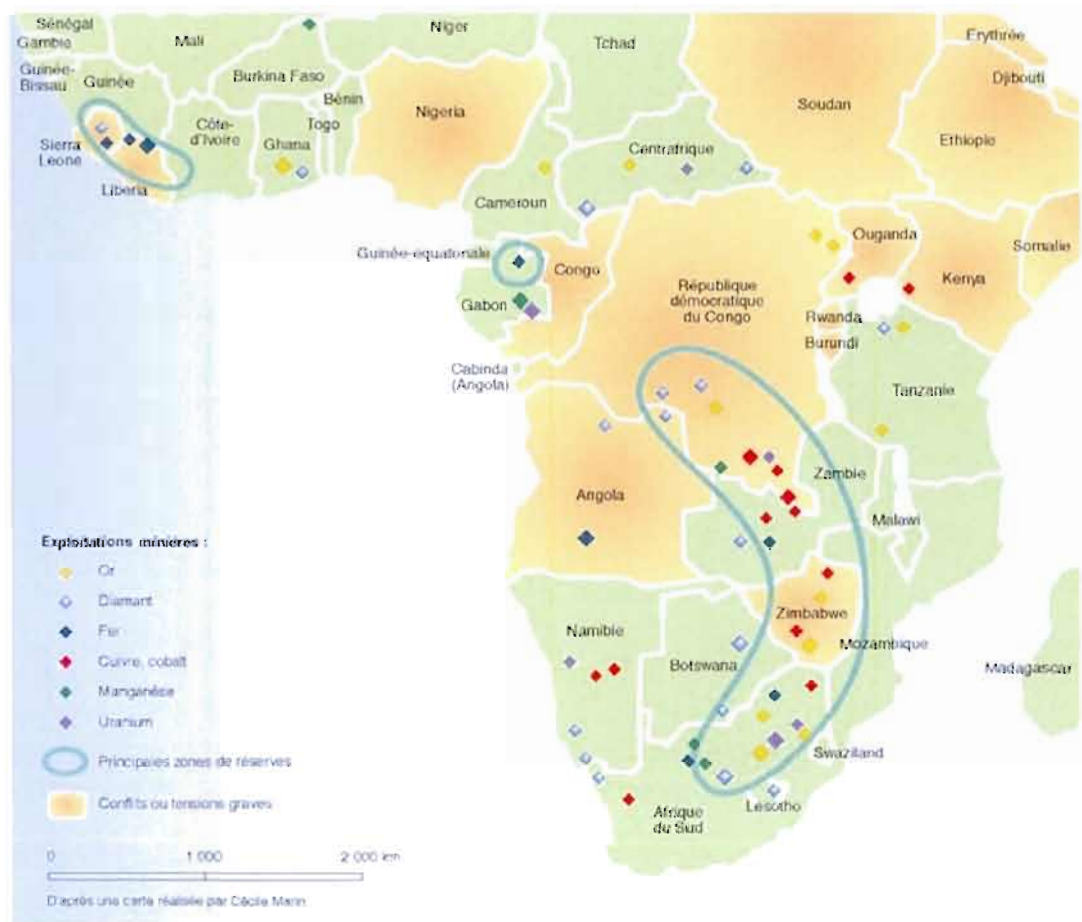 Sénégal
Gambie
Mali
Niger
Tchad
Erythrée
Guinée-
Bissau
Guinée
Burkina Faso
Djibouti
Bénin
Nigeria
Soudan
Côte-
d'Ivoire
Ghana
Togo
Sierra
Leone
Centrafrique
Ethiopie
Liberia
Cameroun
Guinée-équatoriale
Congo
Ouganda
Somalie
Kenya
Gabon
République
démocratique
du Congo
Rwanda
Burundi
Cabinda
(Angola)
Tanzanie
Zambie
Angola
Malawi
Exploitations minières :
Or
Diamant
Fer
Cuivre, cobalt
Manganèse
Uranium
Principales zones de réserves
Conflits ou tensions graves
Zimbabwe
Namibie
Mozambique
Botswana
Madagascar
Swaziland
Lesotho
Afrique
du Sud
0 1 000 2 000 km
D'après une carte réalisée par Cécile Marin